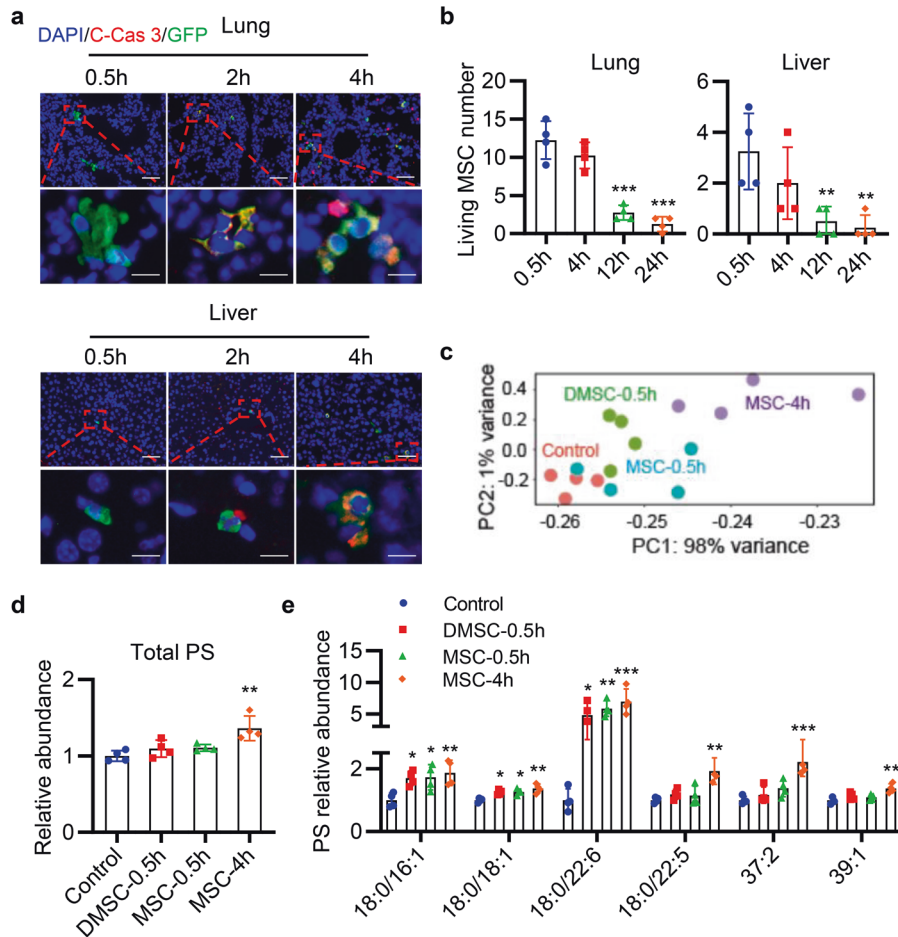 a
Lung
DAPI/C-Cas 3/GFP
0.5h 2h 4h
Liver
0.5h 2h 4h
b
Lung Liver
Living MSC number
20
15
10
5
0
*** ***
0.5h 4h 12h 24h
6
4
2
0
** **
0.5h 4h 12h 24h
c
PC2: 1% variance
0.4
0.2
0.0
-0.2
DMSC-0.5h
MSC-4h
Control
MSC-0.5h
-0.26 -0.25 -0.24 -0.23
PC1: 98% variance
d
Total PS
Relative abundance
2
1
0
**
Control DMSC-0.5h MSC-0.5h MSC-4h
e
Control
DMSC-0.5h
MSC-0.5h
MSC-4h
PS relative abundance
15
10
5
2
0
* * ** * * ** * ** *** ** *** **
18:0/16:1 18:0/18:1 18:0/22:6 18:0/22:5 37:2 39:1